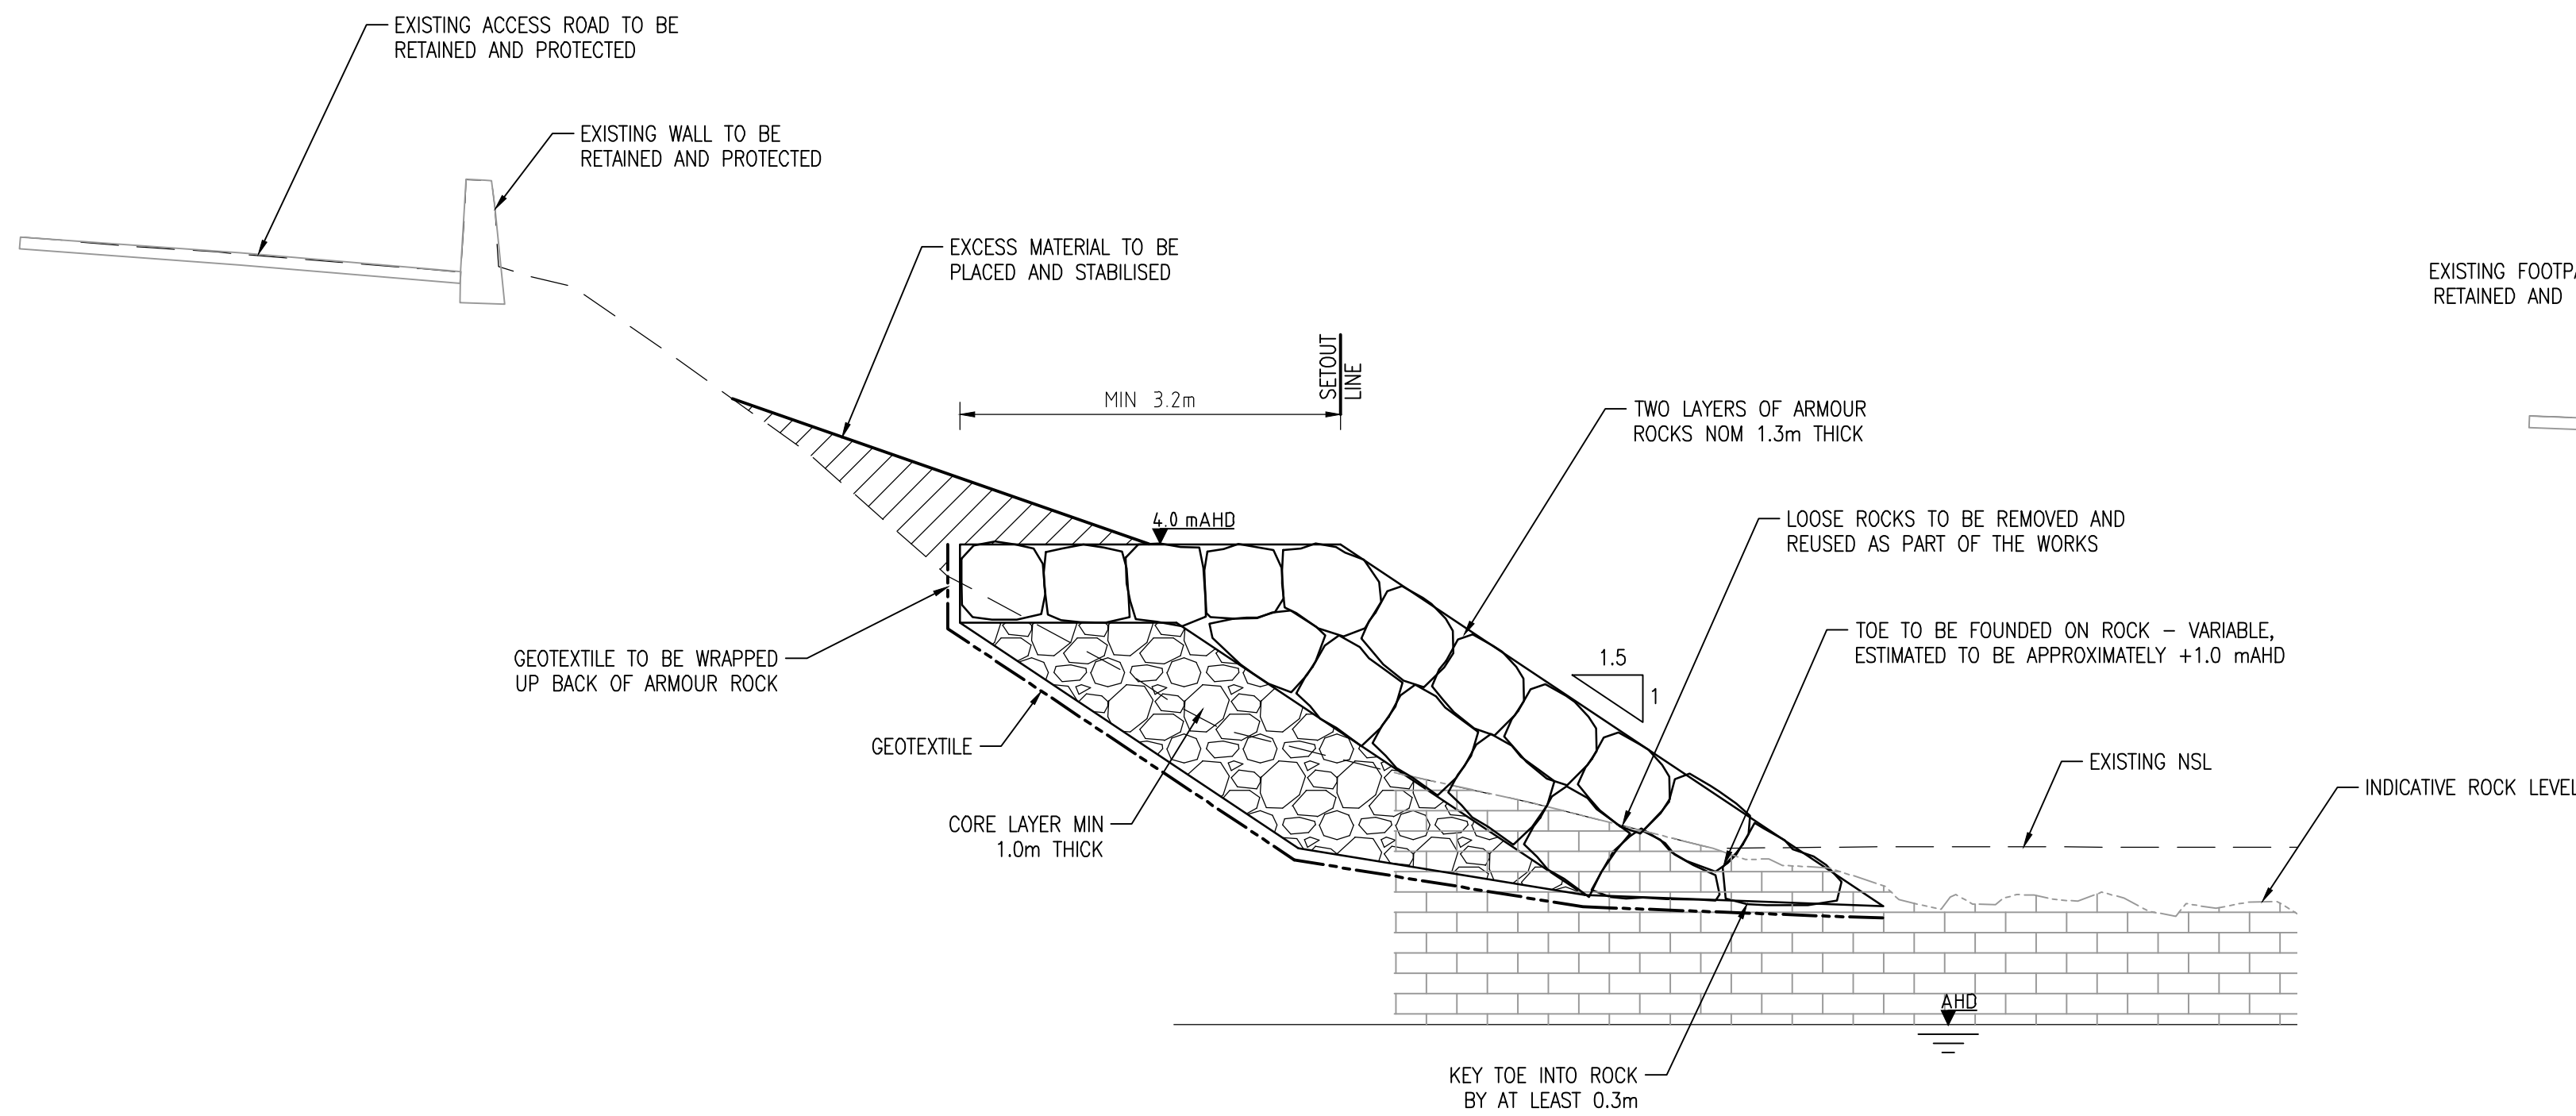 EXISTING ACCESS ROAD TO BE
RETAINED AND PROTECTED
EXISTING WALL TO BE
RETAINED AND PROTECTED
EXCESS MATERIAL TO BE
PLACED AND STABILISED
EXISTING FOOTPA
RETAINED AND
SETOUT
LINE
MIN 3.2m
TWO LAYERS OF ARMOUR
ROCKS NOM 1.3m THICK
4.0 mAHD
LOOSE ROCKS TO BE REMOVED AND
REUSED AS PART OF THE WORKS
TOE TO BE FOUNDED ON ROCK – VARIABLE,
ESTIMATED TO BE APPROXIMATELY +1.0 mAHD
GEOTEXTILE TO BE WRAPPED
UP BACK OF ARMOUR ROCK
1.5
1
GEOTEXTILE
EXISTING NSL
INDICATIVE ROCK LEVEL
CORE LAYER MIN
1.0m THICK
AHD
KEY TOE INTO ROCK
BY AT LEAST 0.3m